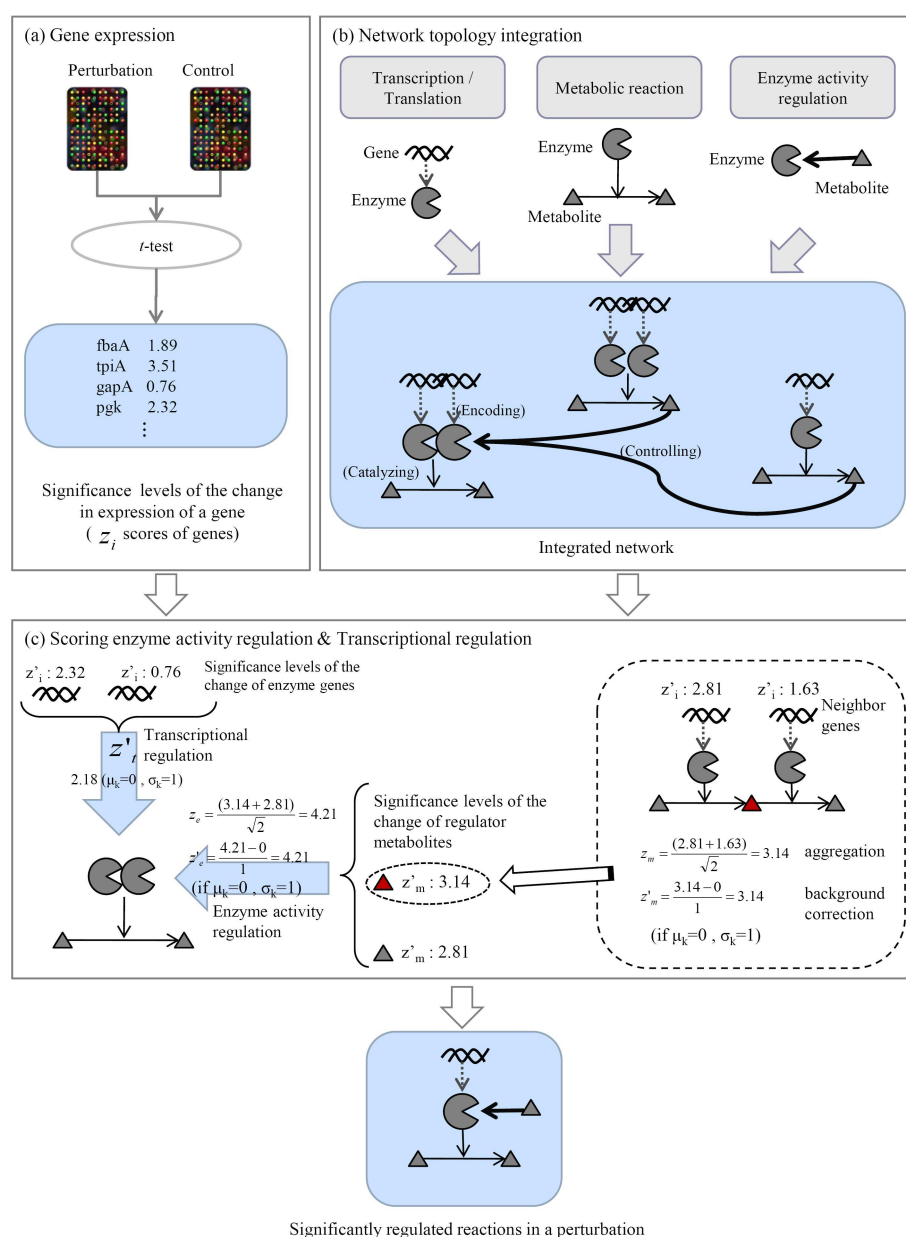 (a) Gene expression
Perturbation Control
t-test
fbaA 1.89
tpiA 3.51
gapA 0.76
pgk 2.32
⋮
Significance levels of the change
in expression of a gene
( z_i scores of genes)
(b) Network topology integration
Transcription /
Translation
Metabolic reaction
Enzyme activity
regulation
Gene
Enzyme
Enzyme
Metabolite
Enzyme
Metabolite
(Encoding)
(Controlling)
(Catalyzing)
Integrated network
(c) Scoring enzyme activity regulation & Transcriptional regulation
z'_i : 2.32
z'_i : 0.76
Significance levels of the
change of enzyme genes
z'_t
Transcriptional
regulation
2.18 (μ_k=0 , σ_k=1)
z_e = (3.14+2.81)/√2 = 4.21
z'_e = (4.21−0)/1 = 4.21
(if μ_k=0 , σ_k=1)
Enzyme activity
regulation
Significance levels of the
change of regulator
metabolites
z'_m : 3.14
z'_m : 2.81
z'_i : 2.81
z'_i : 1.63
Neighbor
genes
z_m = (2.81+1.63)/√2 = 3.14 aggregation
z'_m = (3.14−0)/1 = 3.14 background
correction
(if μ_k=0 , σ_k=1)
Significantly regulated reactions in a perturbation